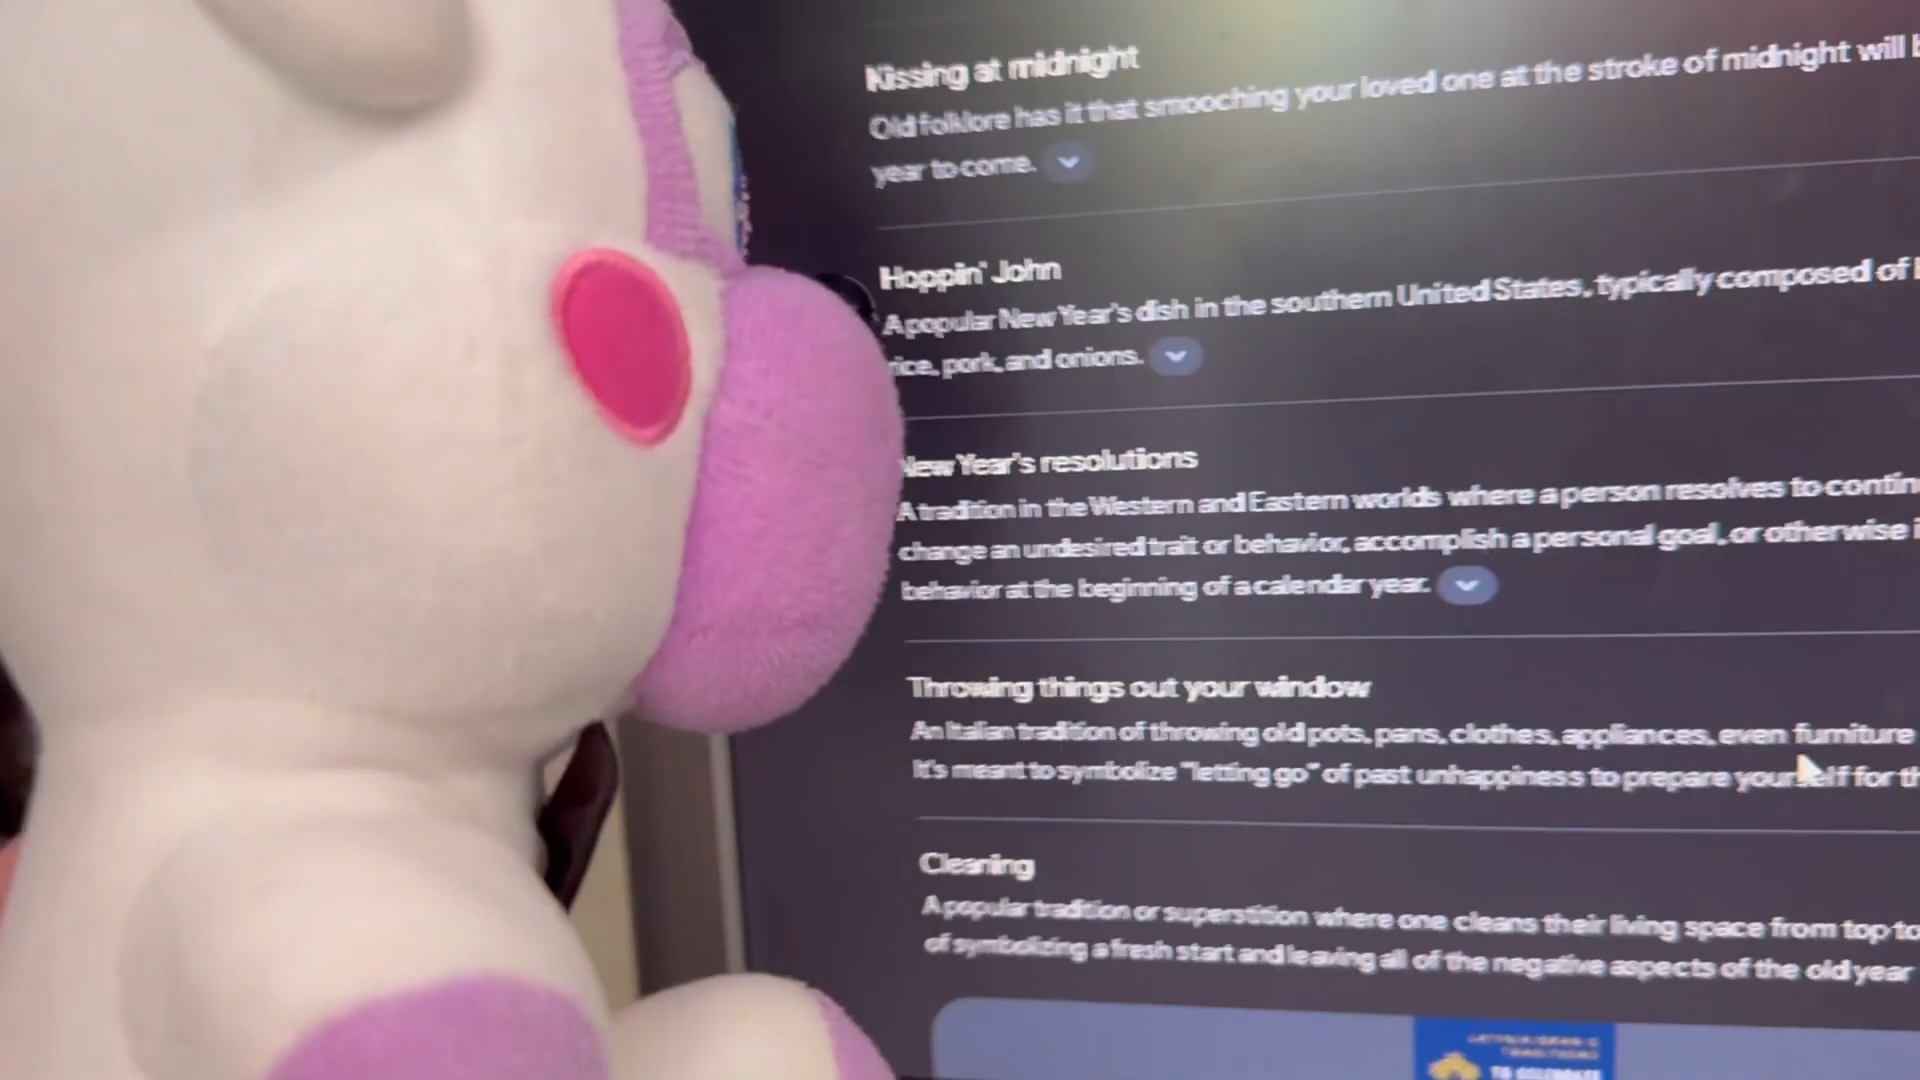 Kissing at midnight
Old folklore has it that smooching your loved one at the stroke of midnight will
year to come.
Hoppin' John
A popular New Year's dish in the southern United States, typically composed of
rice, pork, and onions.
New Year's resolutions
A tradition in the Western and Eastern worlds where a person resolves to contin
change an undesired trait or behavior, accomplish a personal goal, or otherwise
behavior at the beginning of a calendar year.
Throwing things out your window
An Italian tradition of throwing old pots, pans, clothes, appliances, even furniture
It's meant to symbolize "letting go" of past unhappiness to prepare yourself for th
Cleaning
A popular tradition or superstition where one cleans their living space from top to
of symbolizing a fresh start and leaving all of the negative aspects of the old year
TRADITIONS
TO CELEBRATE